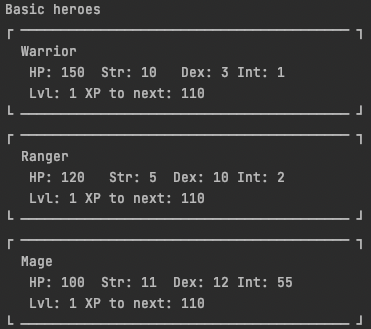 Basic heroes
Warrior
HP: 150  Str: 10   Dex: 3 Int: 1
Lvl: 1 XP to next: 110
Ranger
HP: 120   Str: 5  Dex: 10 Int: 2
Lvl: 1 XP to next: 110
Mage
HP: 100  Str: 11  Dex: 12 Int: 55
Lvl: 1 XP to next: 110